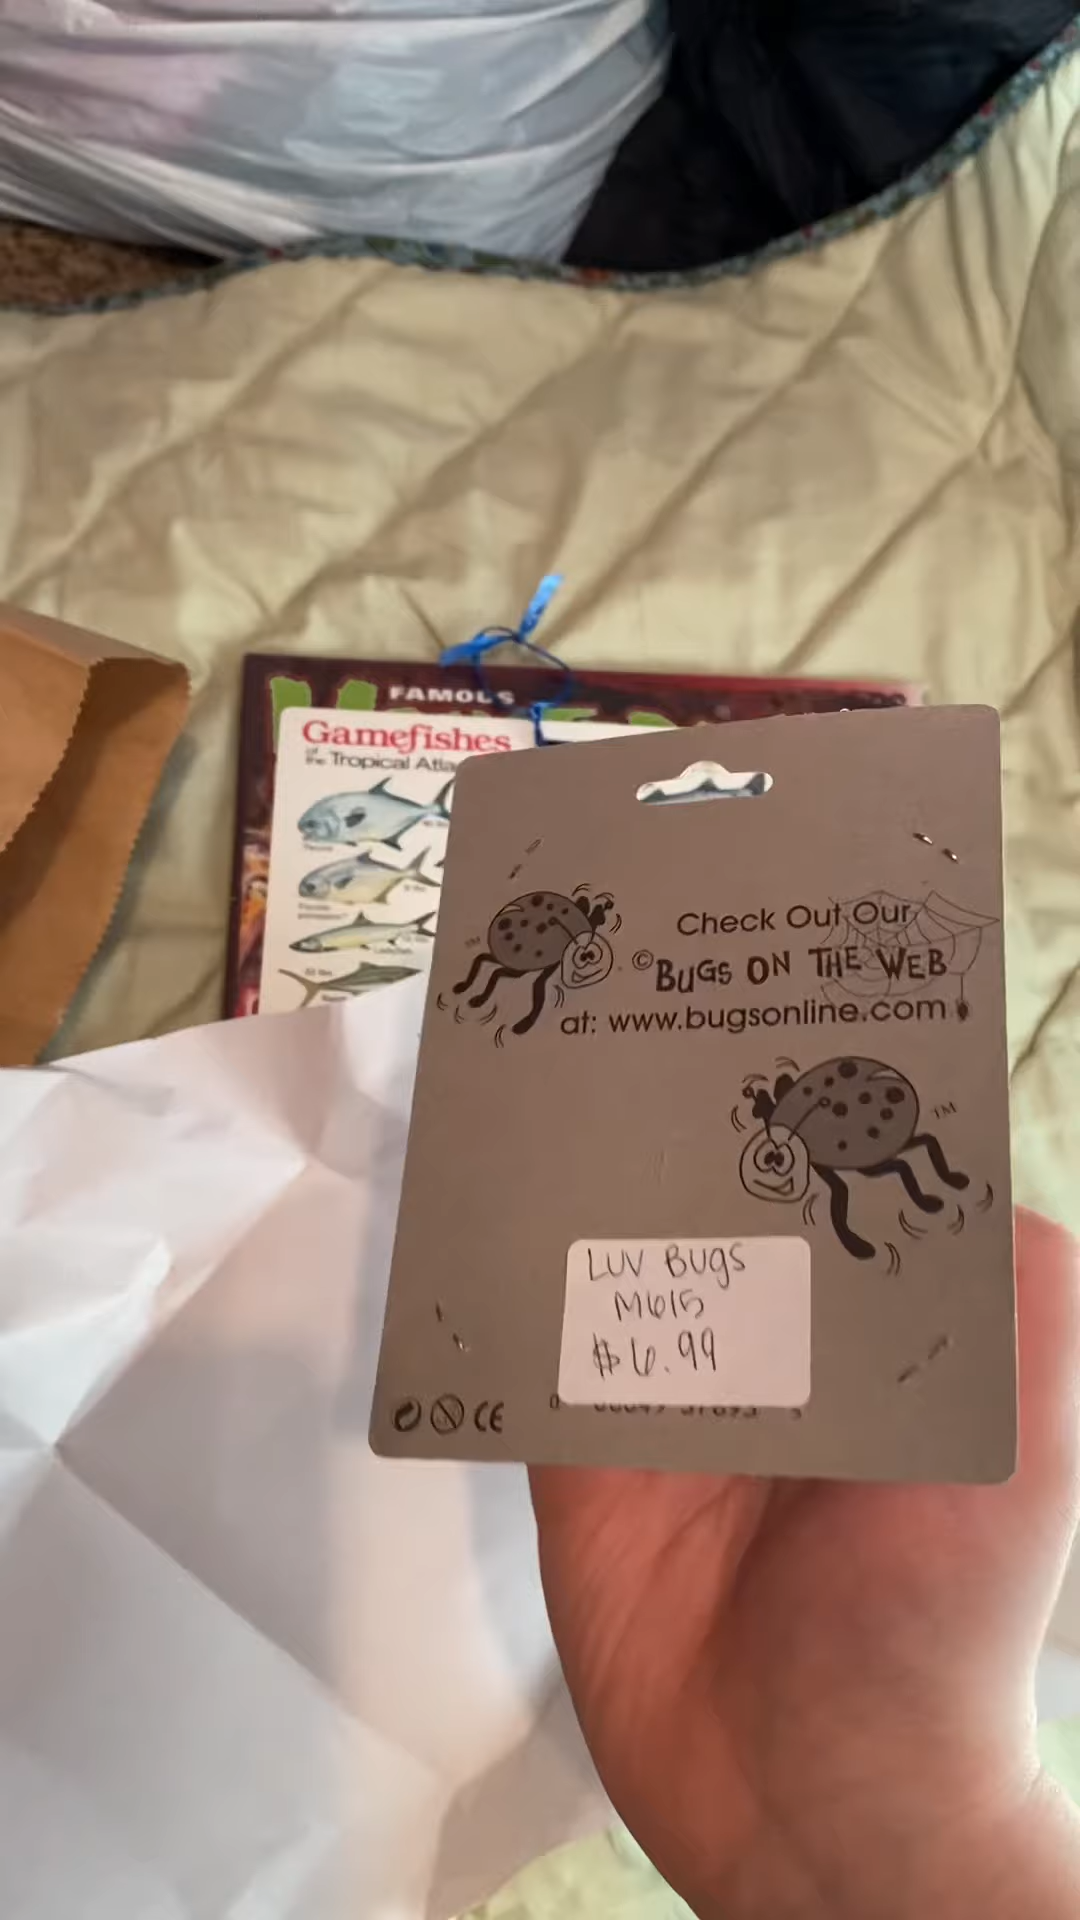 FAMOUS
Gamefishes
of the Tropical Atla
Check Out Our
©BUGS ON THE WEB
at: www.bugsonline.com
TM
TM
LUV BUGS
M615
$6.99
CE